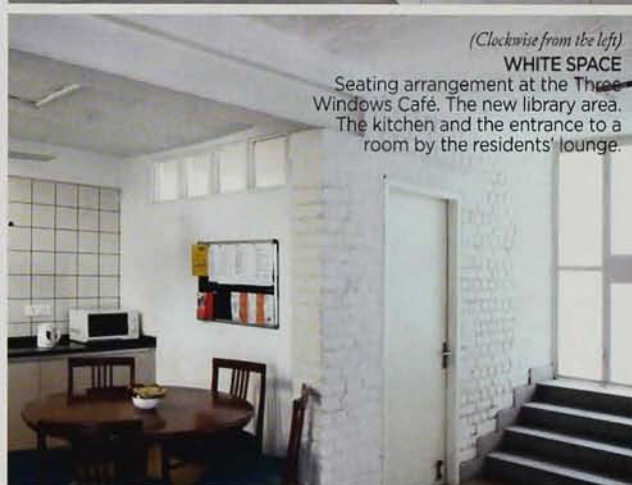 (Clockwise from the left)
WHITE SPACE
Seating arrangement at the Three
Windows Café. The new library area.
The kitchen and the entrance to a
room by the residents' lounge.